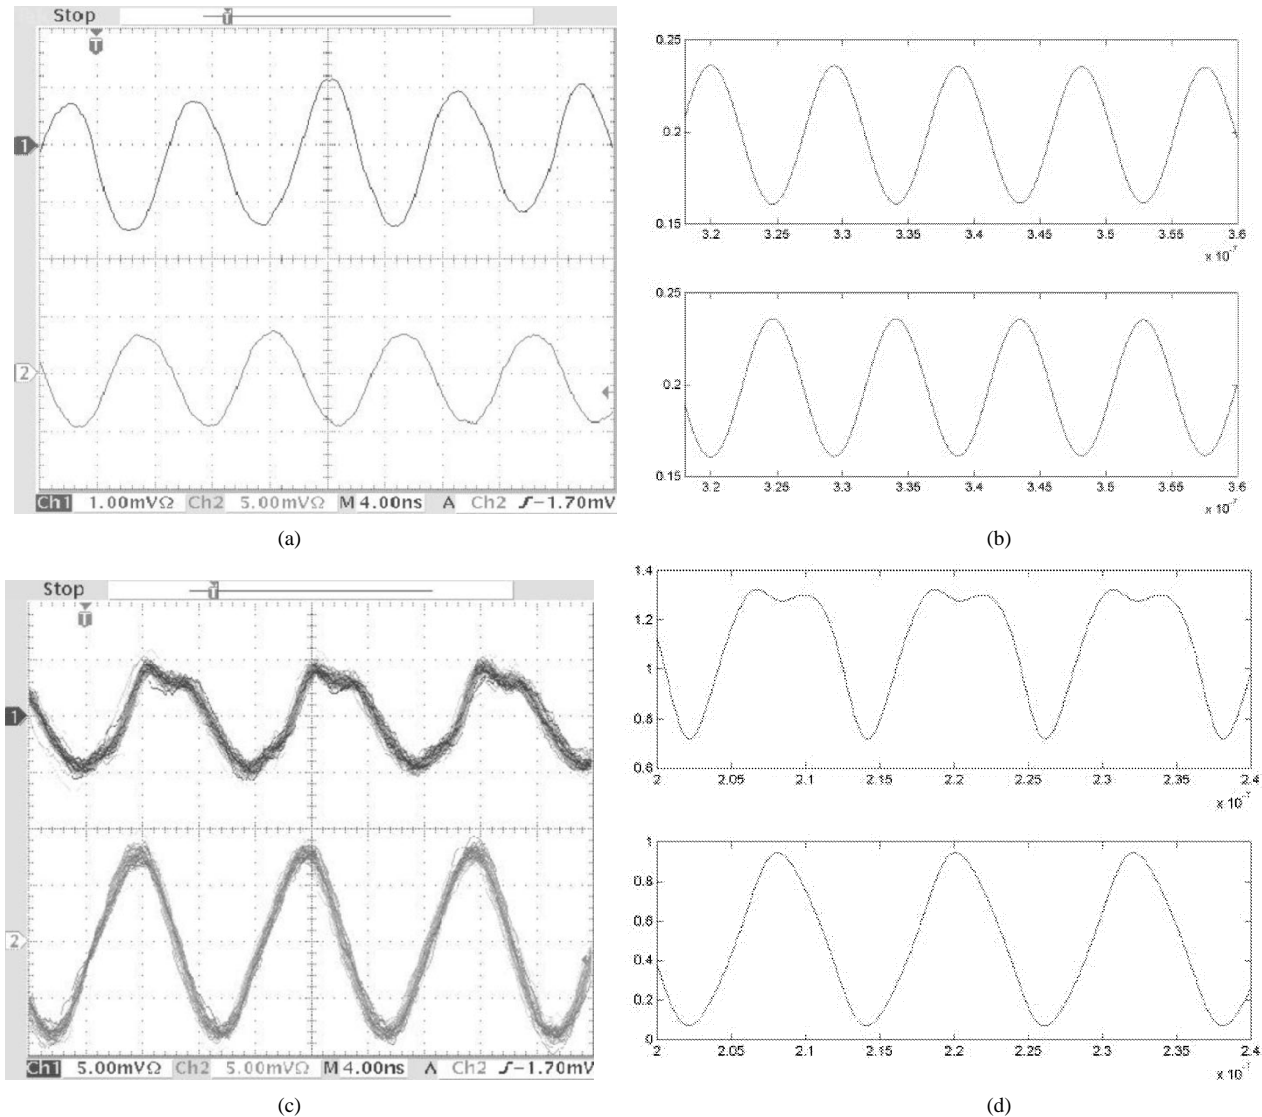 Stop
T
T
1
2
Ch1 1.00mVΩ Ch2 5.00mVΩ M 4.00ns A Ch2 ʃ-1.70mV
(a)
0.25
0.2
0.15
3.2 3.25 3.3 3.35 3.4 3.45 3.5 3.55 3.6
x 10⁻⁷
0.25
0.2
0.15
3.2 3.25 3.3 3.35 3.4 3.45 3.5 3.55 3.6
x 10⁻⁷
(b)
Stop
T
T
1
2
Ch1 5.00mVΩ Ch2 5.00mVΩ M 4.00ns A Ch2 ʃ-1.70mV
(c)
1.4
1.2
1
0.8
0.6
2 2.05 2.1 2.15 2.2 2.25 2.3 2.35 2.4
x 10⁻⁷
1
0.8
0.6
0.4
0.2
0
2 2.05 2.1 2.15 2.2 2.25 2.3 2.35 2.4
x 10⁻⁷
(d)